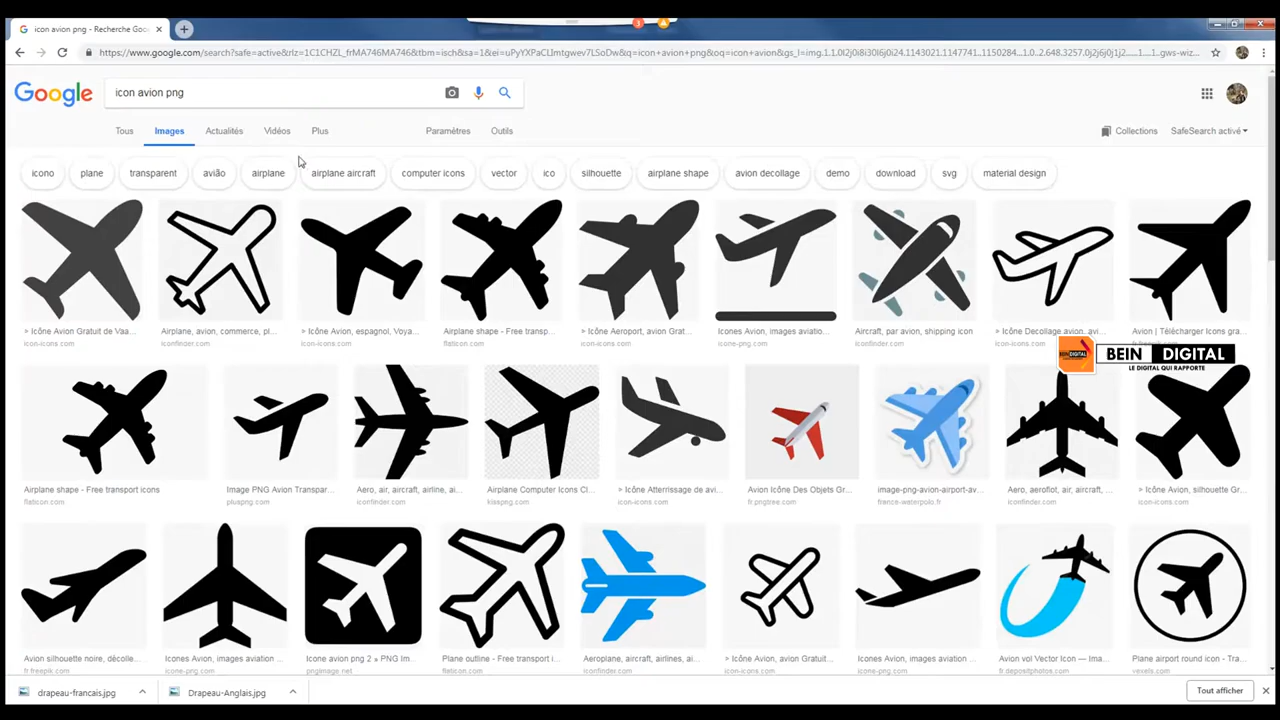 icon avion png - Recherche Goo
3
https://www.google.com/search?safe=active&rlz=1C1CHZL_frMA746MA746&tbm=isch&sa=1&ei=uPyYXPaCLImtgwev7LSoDw&q=icon+avion+png&oq=icon+avion&gs_l=img.1.1.0l2j0i8i30l6j0i24.1143021.1147741...1150284...1.0..2.648.3257.0j2j6j0j1j2......1....1..gws-wiz...
Google
icon avion png
Tous Images Actualités Vidéos Plus Paramètres Outils Collections SafeSearch activé
icono plane transparent avião airplane airplane aircraft computer icons vector ico silhouette airplane shape avion decollage demo download svg material design
» Icône Avion Gratuit de Vaa... Airplane, avion, commerce, pl... » Icône Avion, espagnol, Voya... Airplane shape - Free transp... » Icône Aeroport, avion Grat... Icones Avion, images aviatio... Aircraft, par avion, shipping icon » Icône Decollage avion, avi... Avion | Télécharger Icons gra...
icon-icons.com iconfinder.com icon-icons.com flaticon.com icon-icons.com icone-png.com iconfinder.com icon-icons.com
BEIN DIGITAL
LE DIGITAL QUI RAPPORTE
Airplane shape - Free transport icons Image PNG Avion Transpar... Aero, air, aircraft, airline, ai... Airplane Computer Icons Cl... » Icône Atterrissage de avi... Avion Icône Des Objets Gr... image-png-avion-airport-av... Aero, aeroflot, air, aircraft, ... » Icône Avion, silhouette Gr...
flaticon.com pluspng.com iconfinder.com kisspng.com icon-icons.com fr.pngtree.com france-waterpolo.fr iconfinder.com icon-icons.com
Avion silhouette noire, décolle... Icones Avion, images aviation ... Icone avion png 2 » PNG Im... Plane outline - Free transport i... Aeroplane, aircraft, airlines, ai... » Icône Avion, avion Gratuit... Icones Avion, images aviation ... Avion vol Vector Icon — Ima... Plane airport round icon - Tra...
fr.freepik.com icone-png.com pngimage.net flaticon.com iconfinder.com icon-icons.com icone-png.com fr.depositphotos.com vexels.com
drapeau-francais.jpg Drapeau-Anglais.jpg Tout afficher